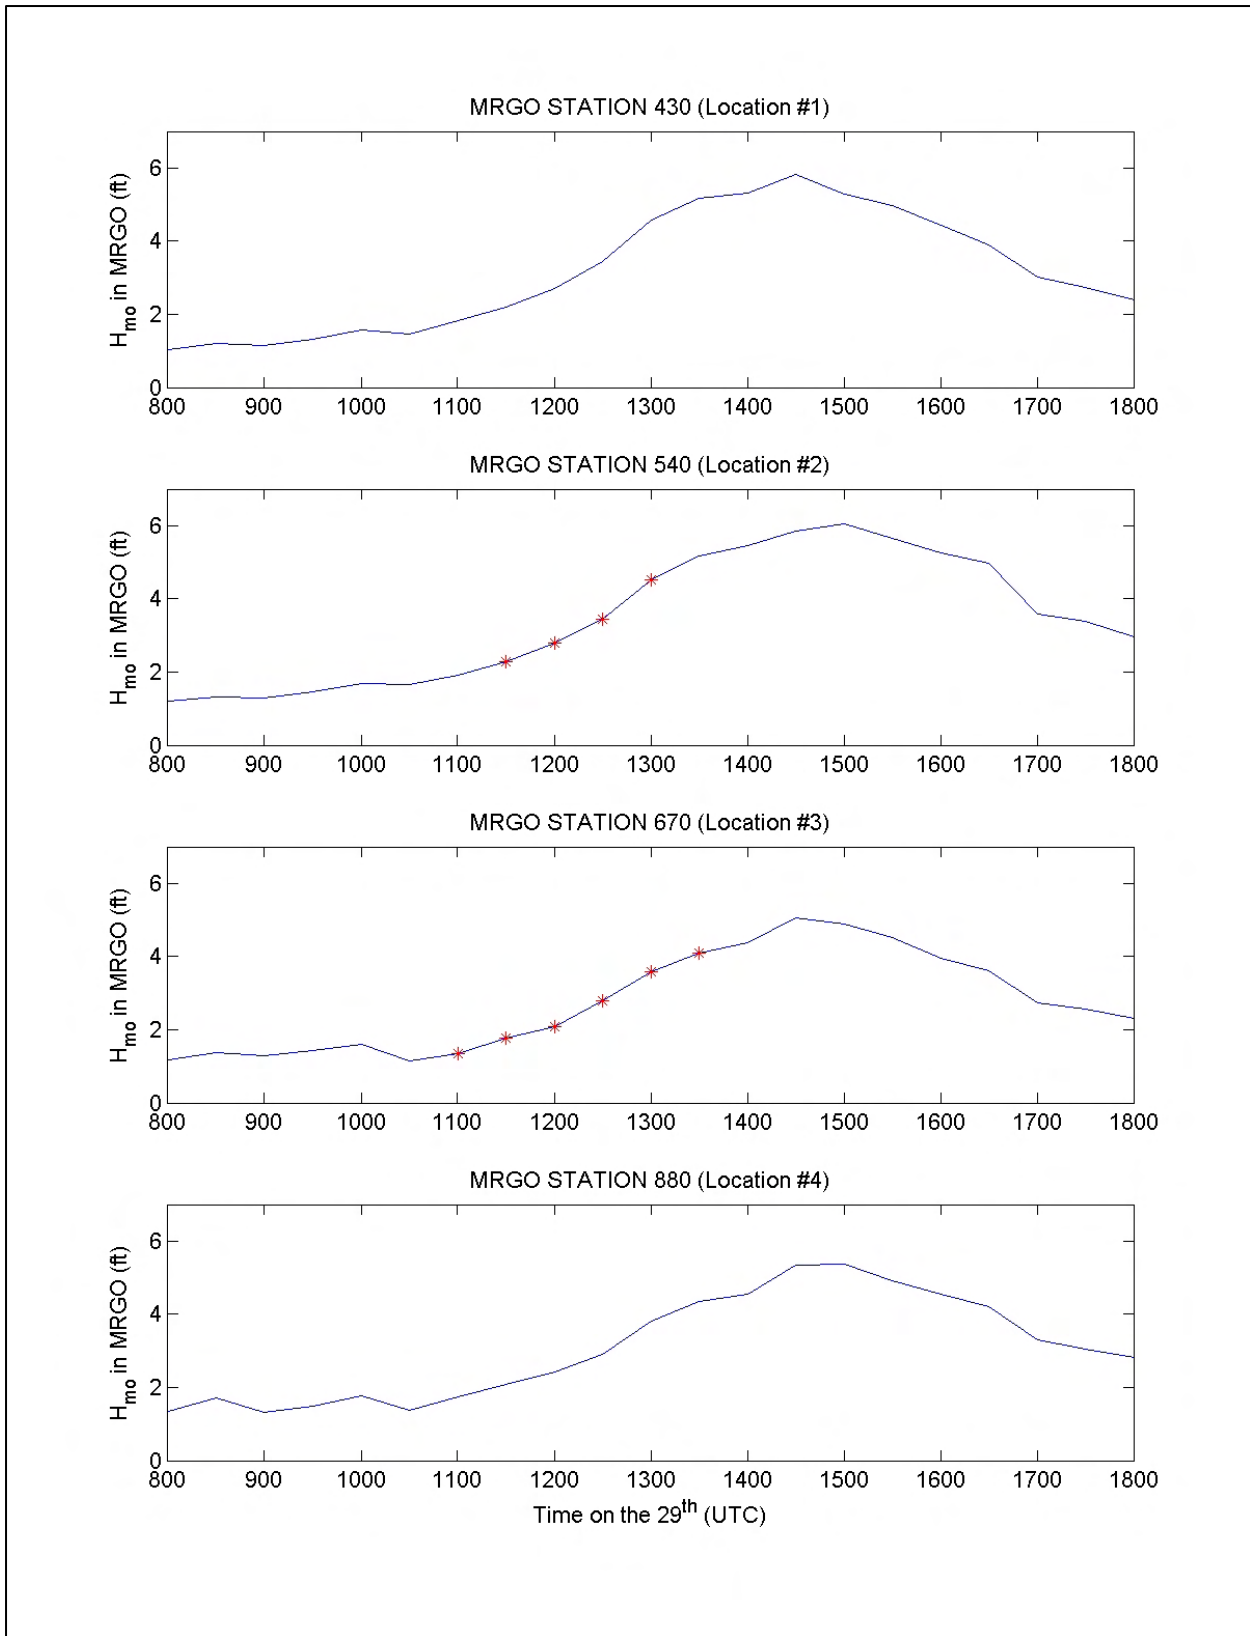 MRGO STATION 430 (Location #1)
H_mo in MRGO (ft)
6
4
2
0
800 900 1000 1100 1200 1300 1400 1500 1600 1700 1800
MRGO STATION 540 (Location #2)
H_mo in MRGO (ft)
6
4
2
0
800 900 1000 1100 1200 1300 1400 1500 1600 1700 1800
MRGO STATION 670 (Location #3)
H_mo in MRGO (ft)
6
4
2
0
800 900 1000 1100 1200 1300 1400 1500 1600 1700 1800
MRGO STATION 880 (Location #4)
H_mo in MRGO (ft)
6
4
2
0
800 900 1000 1100 1200 1300 1400 1500 1600 1700 1800
Time on the 29th (UTC)